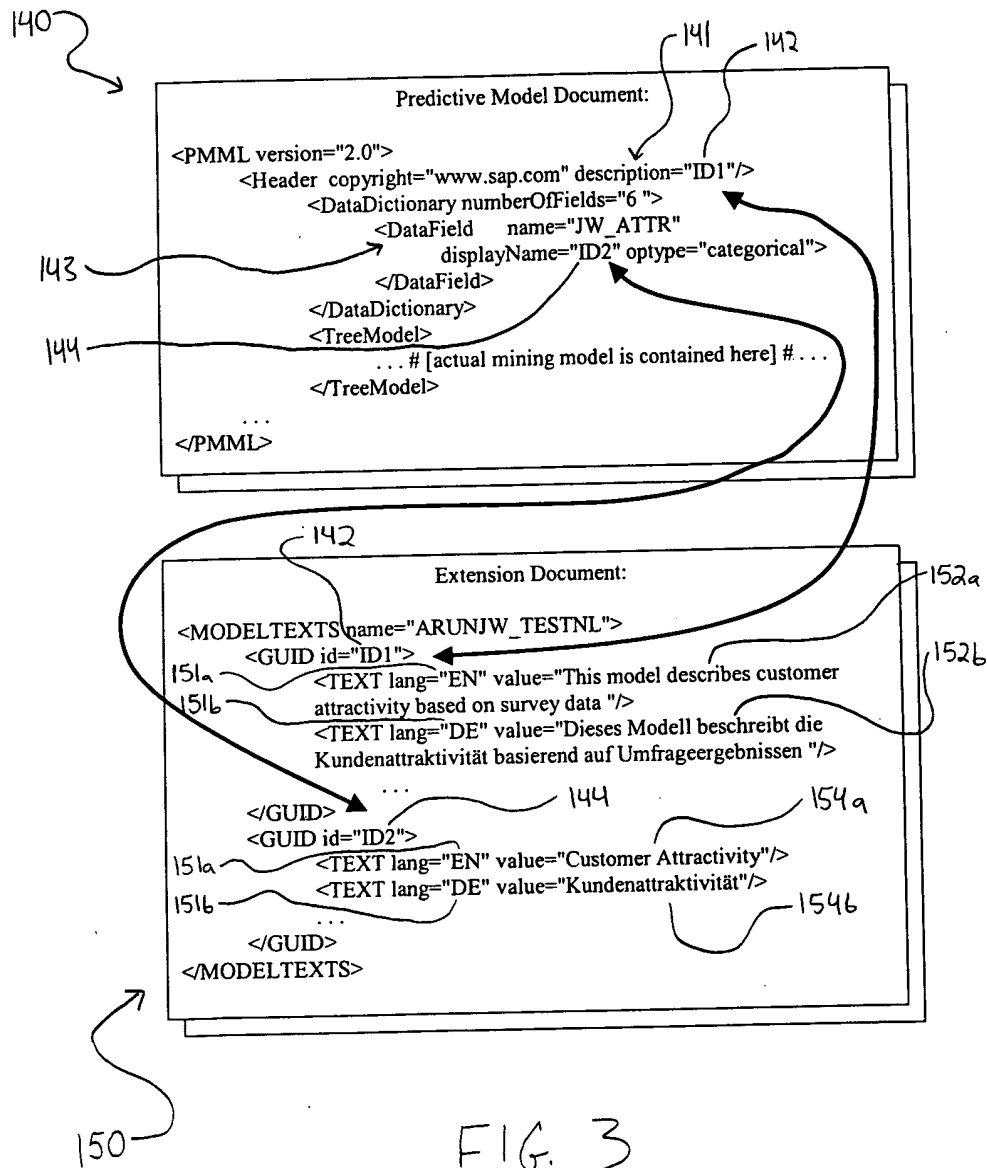 140
141
142
Predictive Model Document:
<PMML version="2.0">
<Header copyright="www.sap.com" description="ID1"/>
<DataDictionary numberOfFields="6 ">
<DataField name="JW_ATTR"
143
displayName="ID2" optype="categorical">
</DataField>
</DataDictionary>
144
<TreeModel>
. . . # [actual mining model is contained here] # . . . .
</TreeModel>
. . .
</PMML>
142
Extension Document:
152a
<MODELTEXTS name="ARUNJW_TESTNL">
<GUID id="ID1">
152b
151a
<TEXT lang="EN" value="This model describes customer
151b
attractivity based on survey data "/>
<TEXT lang="DE" value="Dieses Modell beschreibt die
Kundenattraktivität basierend auf Umfrageergebnissen "/>
. . .
144
154a
</GUID>
<GUID id="ID2">
151a
<TEXT lang="EN" value="Customer Attractivity"/>
<TEXT lang="DE" value="Kundenattraktivität"/>
151b
154b
. . .
</GUID>
</MODELTEXTS>
150
FIG. 3